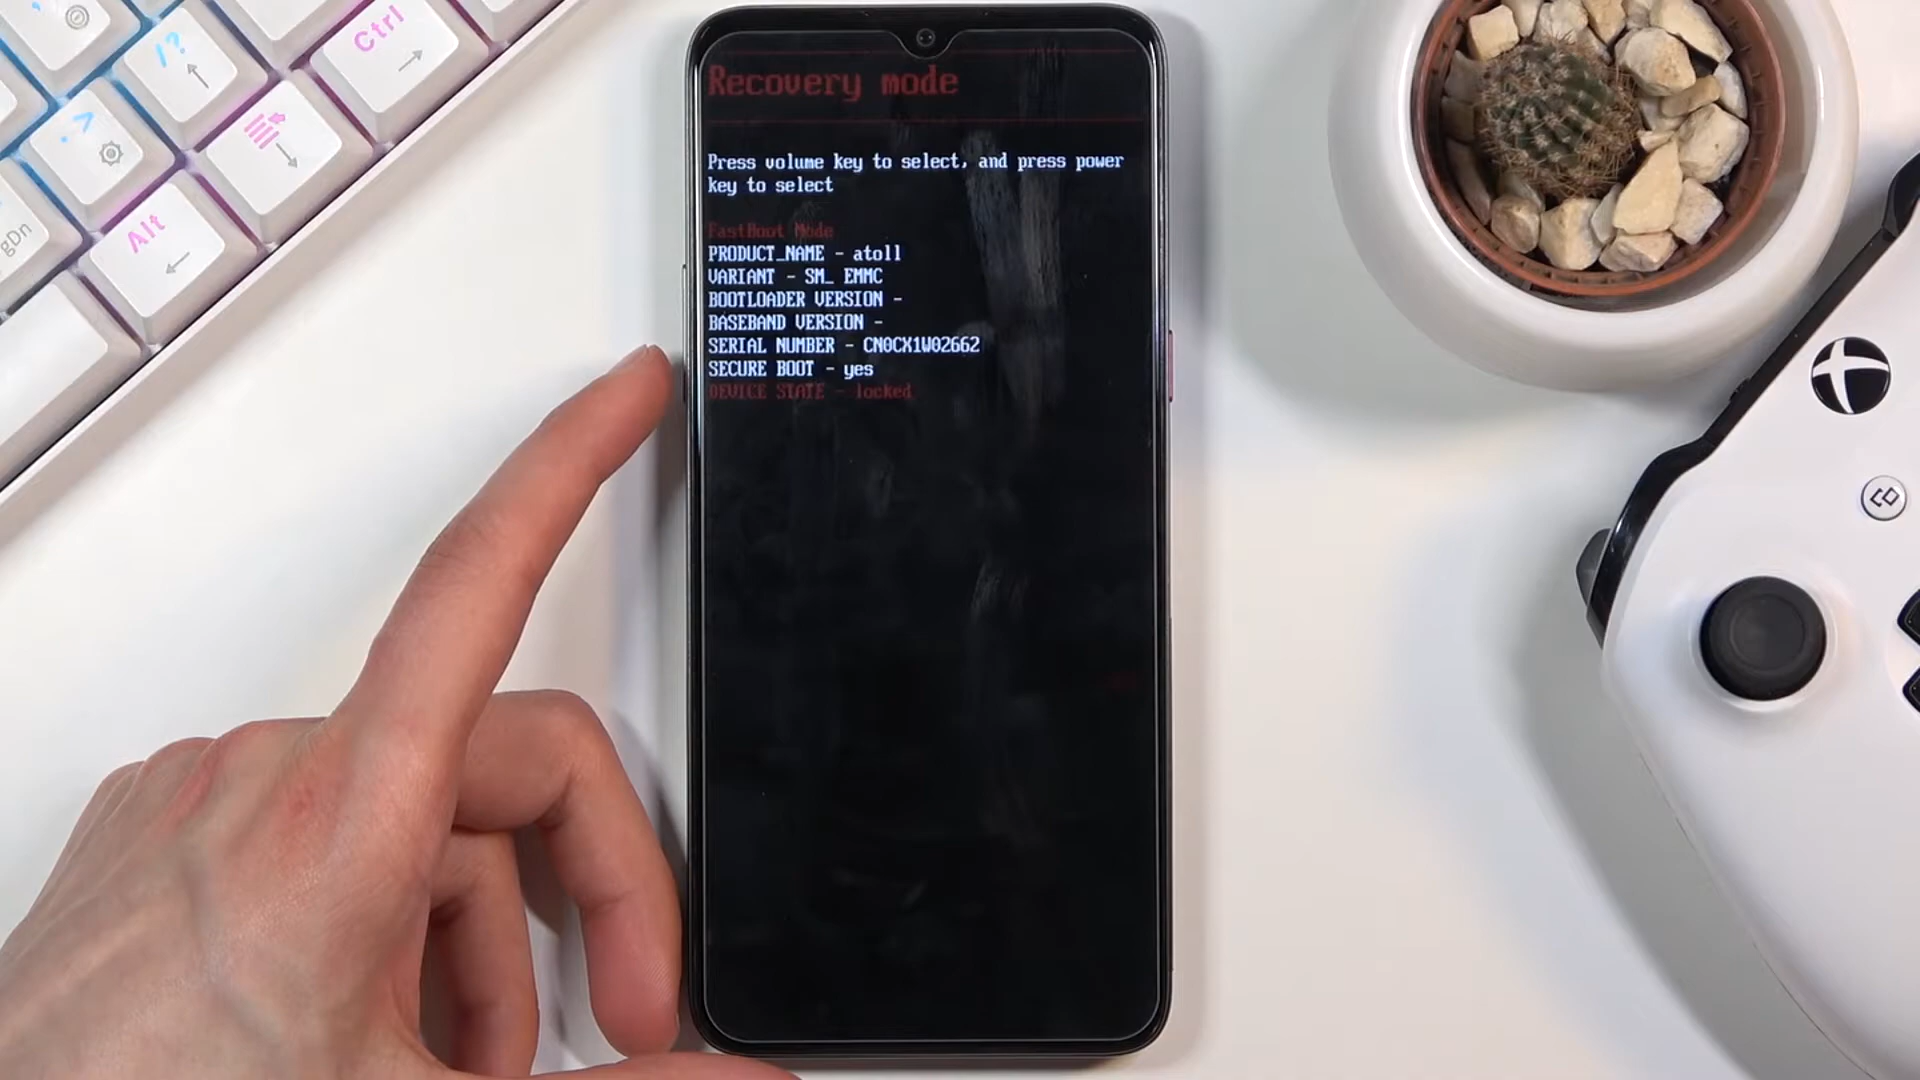 Recovery mode
Press volume key to select, and press power
key to select
FastBoot Mode
PRODUCT_NAME - atoll
VARIANT - SM_ EMMC
BOOTLOADER VERSION -
BASEBAND VERSION -
SERIAL NUMBER - CN0CX1W02662
SECURE BOOT - yes
DEVICE STATE - locked
Ctrl
/?
.>
Alt
gDn